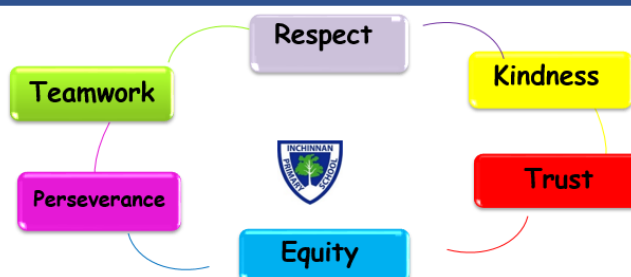 Respect
Kindness
Teamwork
INCHINNAN
PRIMARY
SCHOOL
Trust
Perseverance
Equity